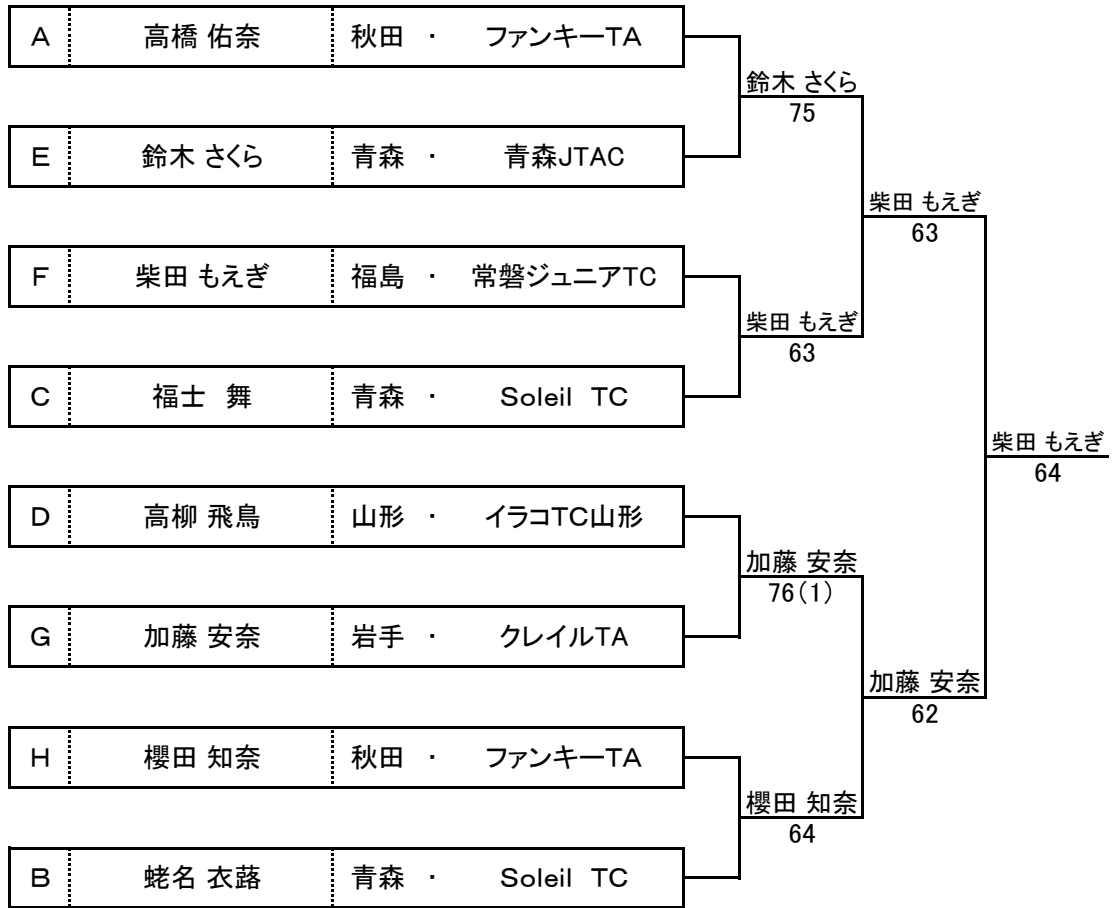 A 高橋 佑奈 秋田 ・ ファンキーTA
鈴木 さくら
75
E 鈴木 さくら 青森 ・ 青森JTAC
柴田 もえぎ
63
F 柴田 もえぎ 福島 ・ 常磐ジュニアTC
柴田 もえぎ
63
C 福士 舞 青森 ・ Soleil TC
柴田 もえぎ
64
D 高柳 飛鳥 山形 ・ イラコTC山形
加藤 安奈
76(1)
G 加藤 安奈 岩手 ・ クレイルTA
加藤 安奈
62
H 櫻田 知奈 秋田 ・ ファンキーTA
櫻田 知奈
64
B 蛯名 衣蕗 青森 ・ Soleil TC